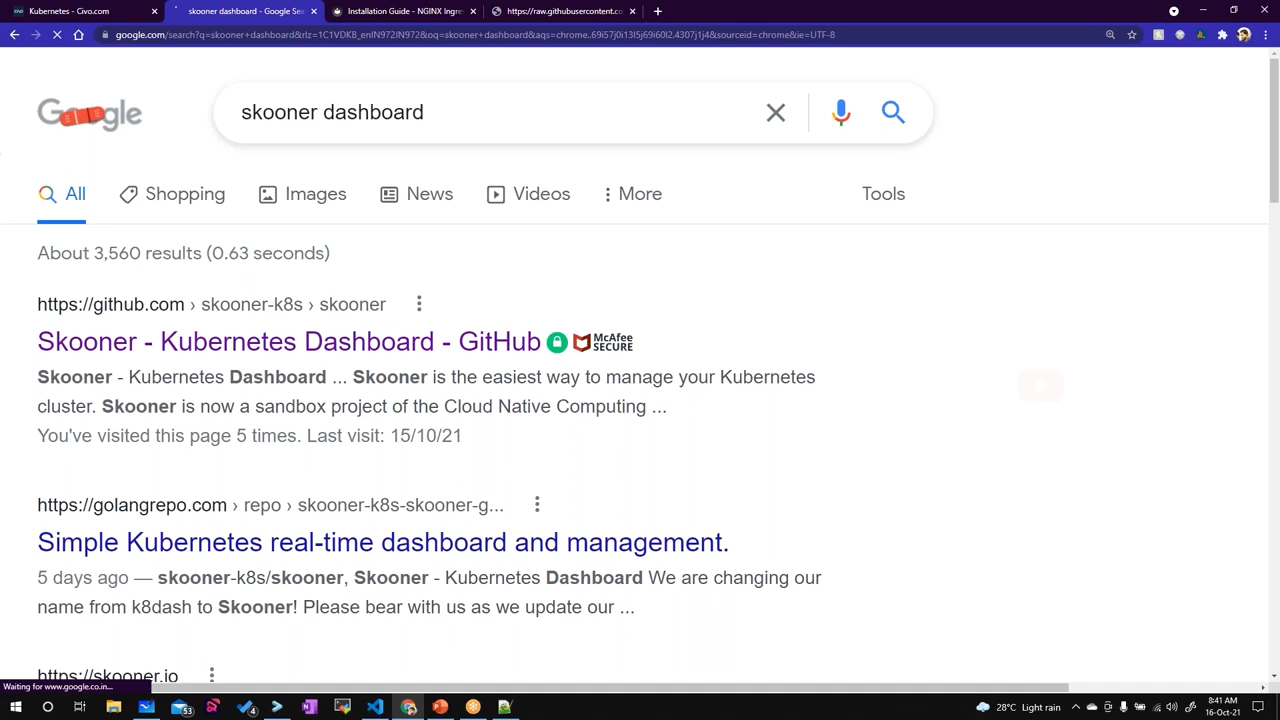 Kubernetes - Civo.com
skooner dashboard - Google Sea
Installation Guide - NGINX Ingre
https://raw.githubusercontent.co
google.com/search?q=skooner+dashboard&rlz=1C1VDKB_enIN972IN972&oq=skooner+dashboard&aqs=chrome..69i57j0i13l5j69i60l2.4307j1j4&sourceid=chrome&ie=UTF-8
Google
skooner dashboard
All
Shopping
Images
News
Videos
More
Tools
About 3,560 results (0.63 seconds)
https://github.com › skooner-k8s › skooner
Skooner - Kubernetes Dashboard - GitHub
McAfee
SECURE
Skooner - Kubernetes Dashboard ... Skooner is the easiest way to manage your Kubernetes
cluster. Skooner is now a sandbox project of the Cloud Native Computing ...
You've visited this page 5 times. Last visit: 15/10/21
https://golangrepo.com › repo › skooner-k8s-skooner-g...
Simple Kubernetes real-time dashboard and management.
5 days ago — skooner-k8s/skooner, Skooner - Kubernetes Dashboard We are changing our
name from k8dash to Skooner! Please bear with us as we update our ...
https://skooner.io
Waiting for www.google.co.in...
53
4
28°C Light rain
8:41 AM
16-Oct-21